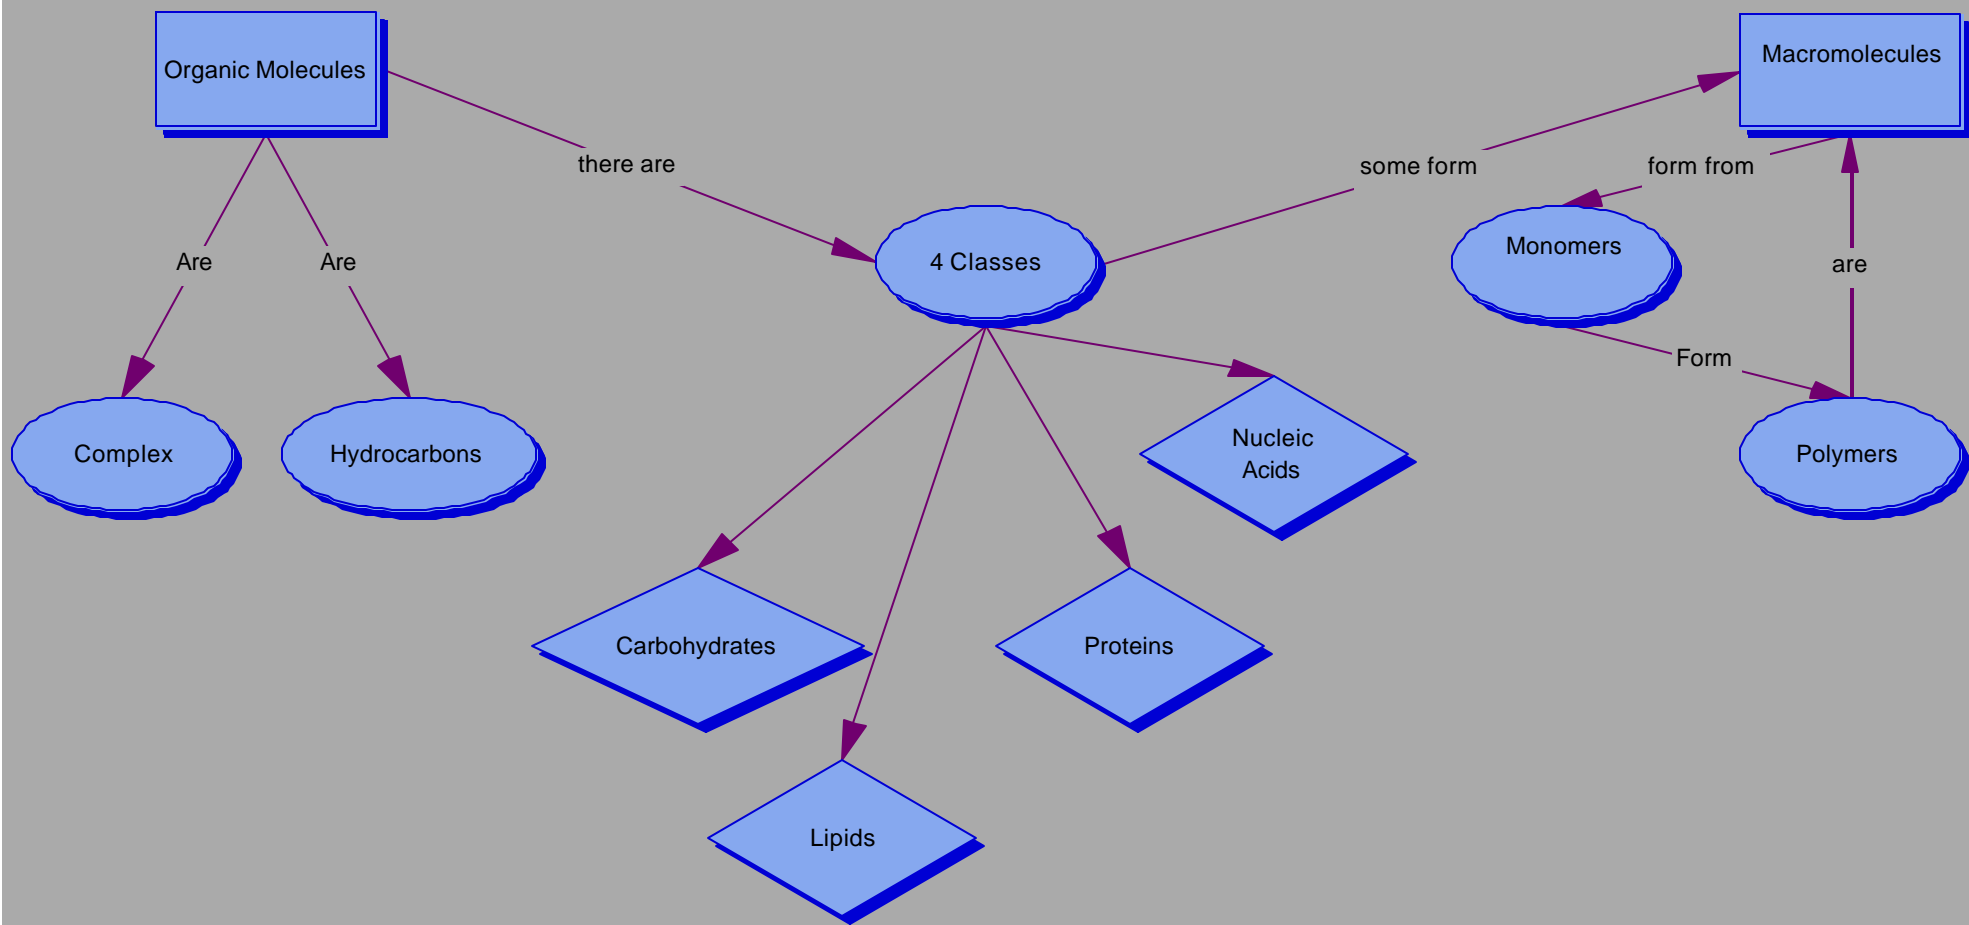 Organic Molecules
Macromolecules
there are
some form
form from
Are
Are
4 Classes
Monomers
are
Form
Complex
Hydrocarbons
Nucleic
Acids
Polymers
Carbohydrates
Proteins
Lipids